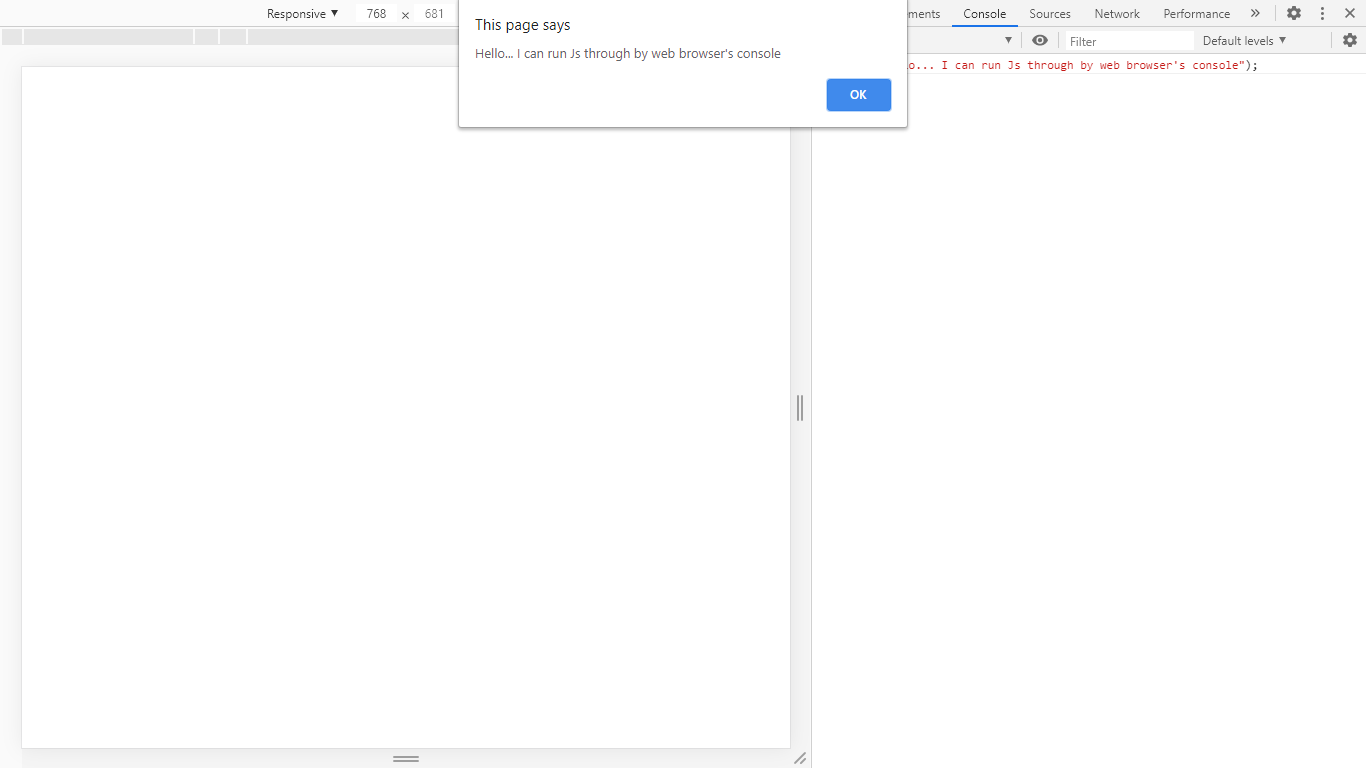 Responsive ▼ 768 × 681
This page says
Hello... I can run Js through by web browser's console
OK
Console Sources Network Performance »
Filter Default levels ▼
I can run Js through by web browser's console");